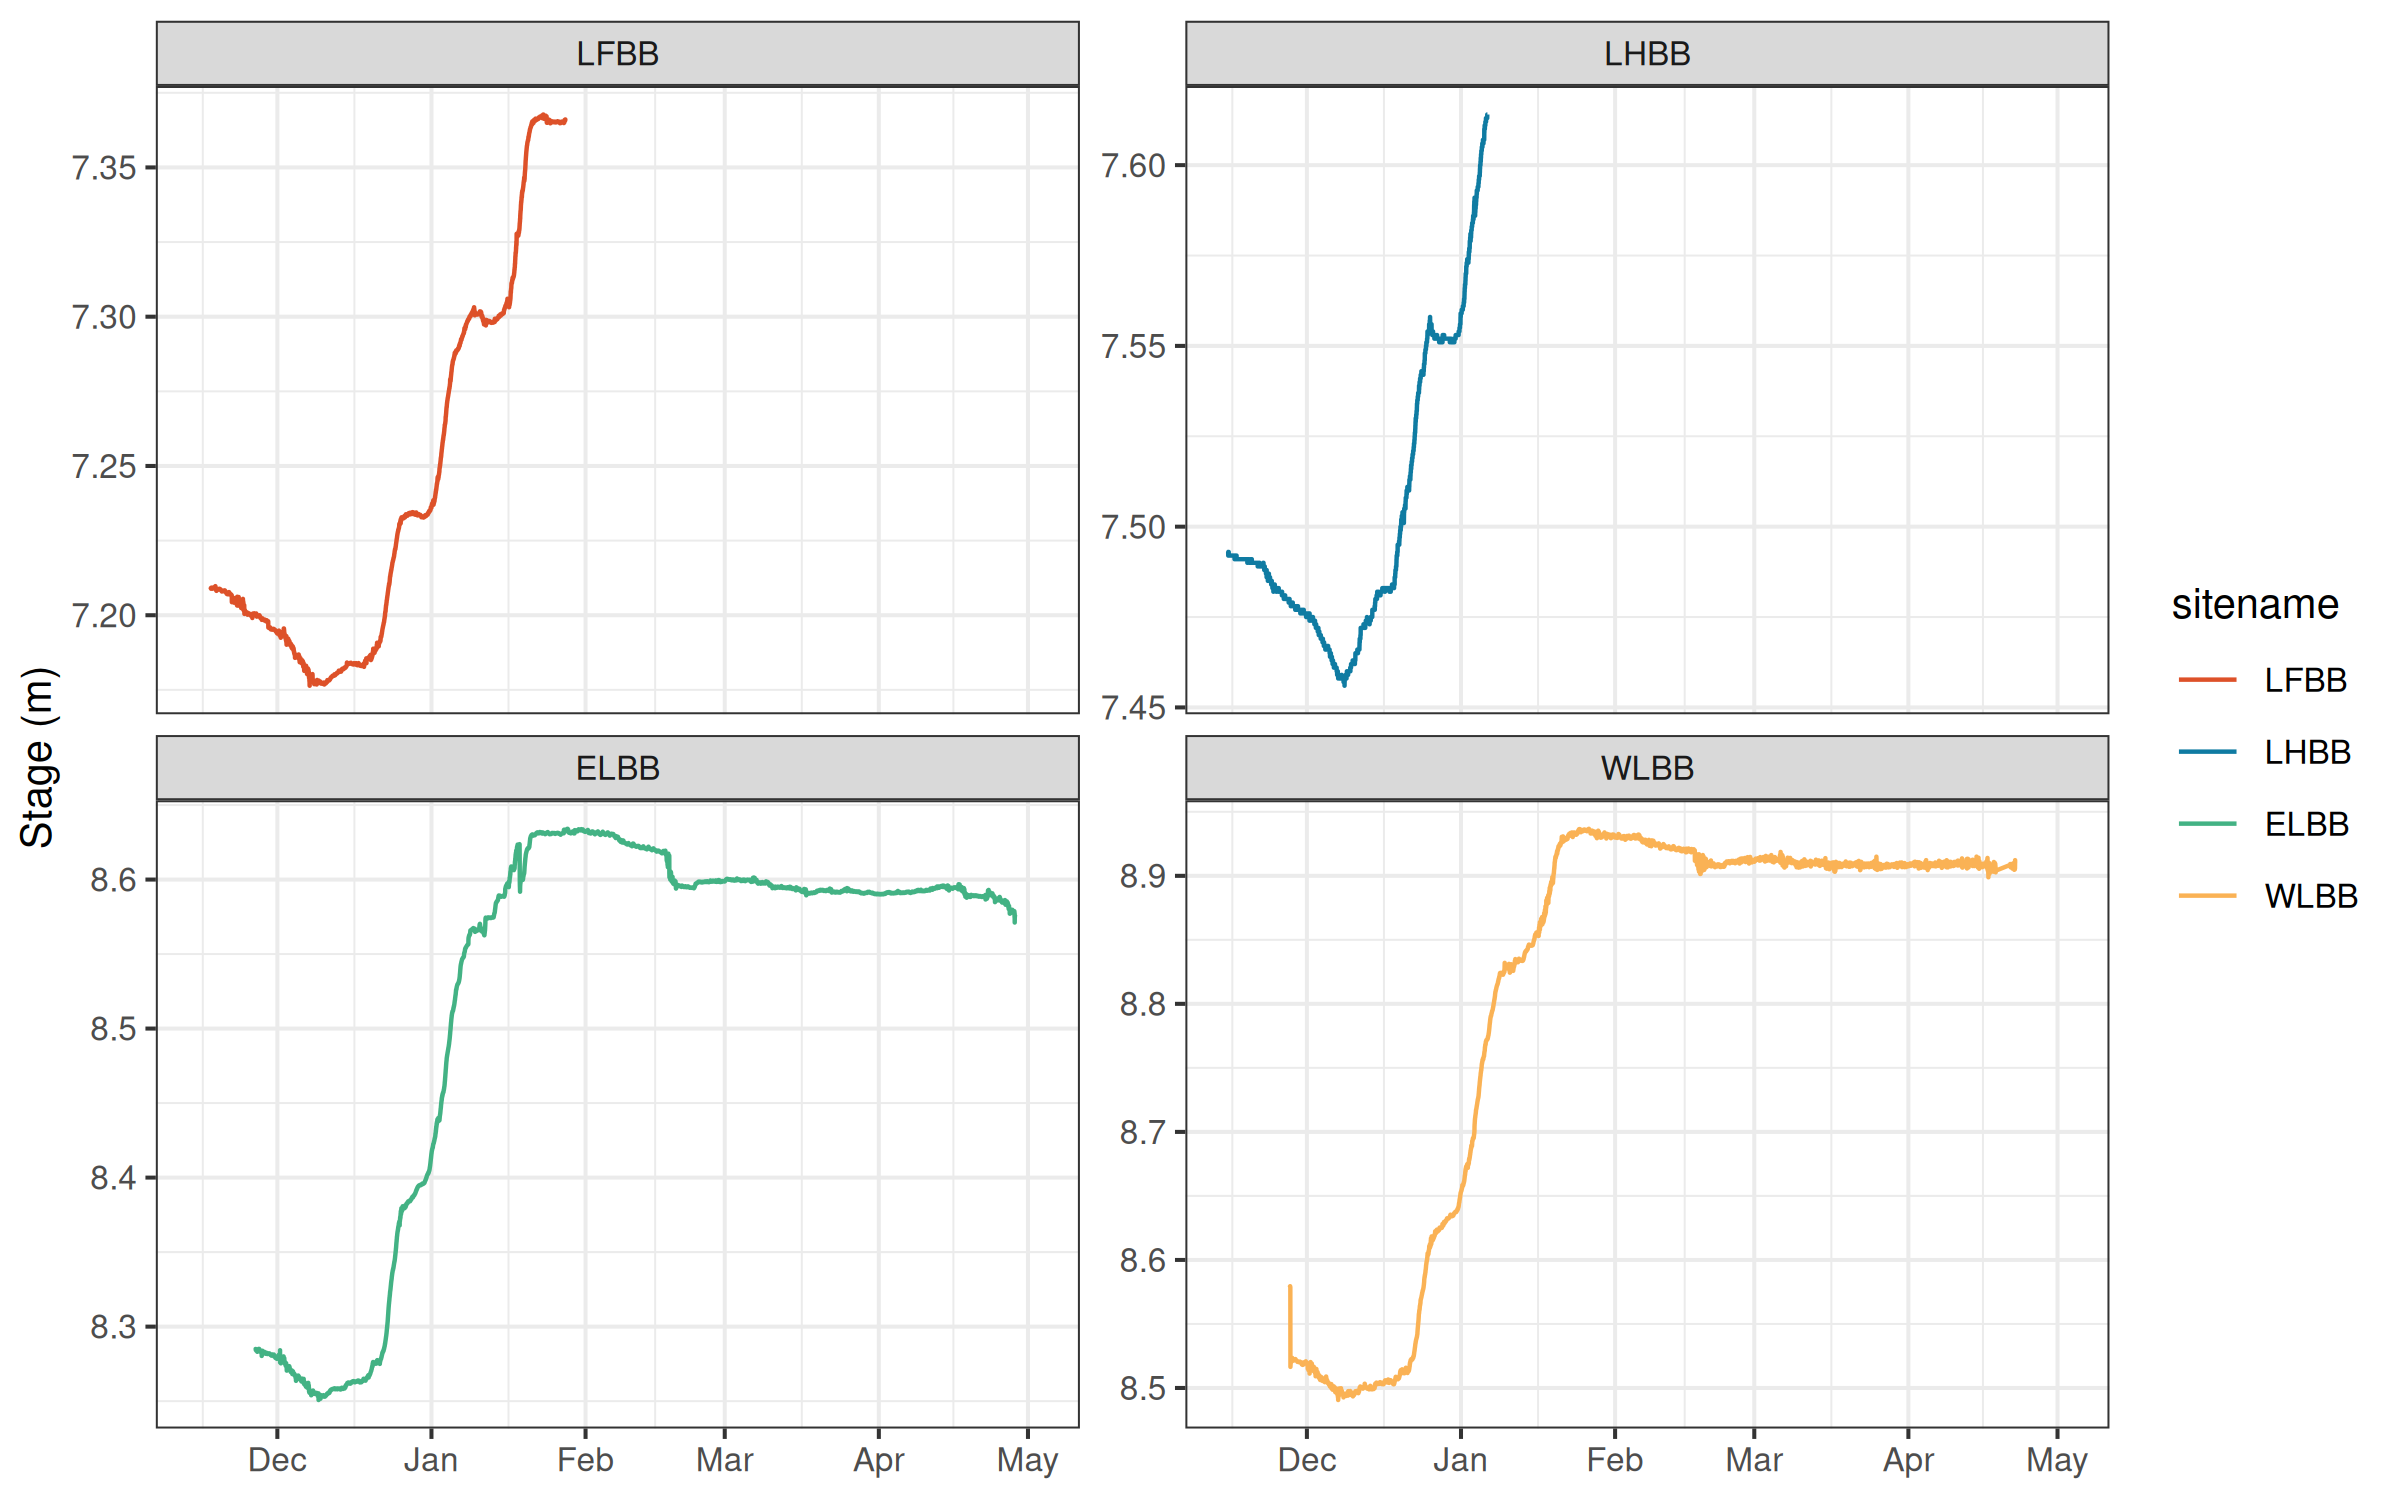 LFBB
LHBB
7.35
7.30
7.25
7.20
7.60
7.55
7.50
7.45
Stage (m)
ELBB
WLBB
8.6
8.5
8.4
8.3
8.9
8.8
8.7
8.6
8.5
Dec Jan Feb Mar Apr May
Dec Jan Feb Mar Apr May
sitename
LFBB
LHBB
ELBB
WLBB